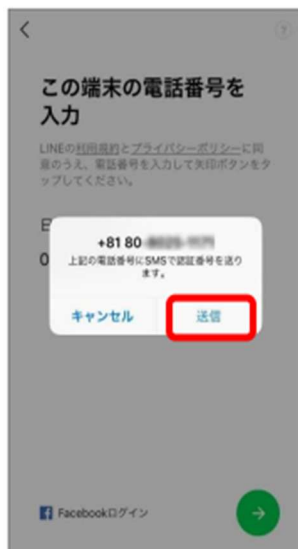 この端末の電話番号を
入力
LINEの利用規約とプライバシーポリシーに同
意のうえ、電話番号を入力して矢印ボタンをタ
ップしてください。
+81 80
上記の電話番号にSMSで認証番号を送り
ます。
キャンセル 送信
Facebookログイン